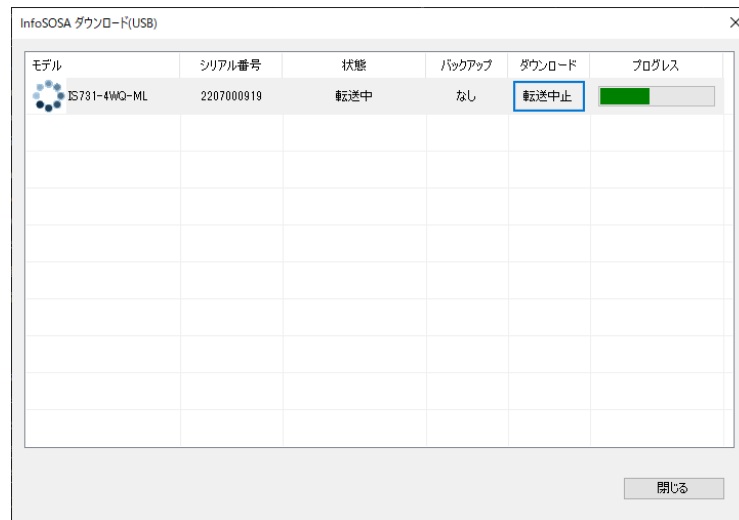 InfoSOSA ダウンロード(USB)
モデル シリアル番号 状態 バックアップ ダウンロード プログレス
IS731-4WQ-ML 2207000919 転送中 なし 転送中止
閉じる